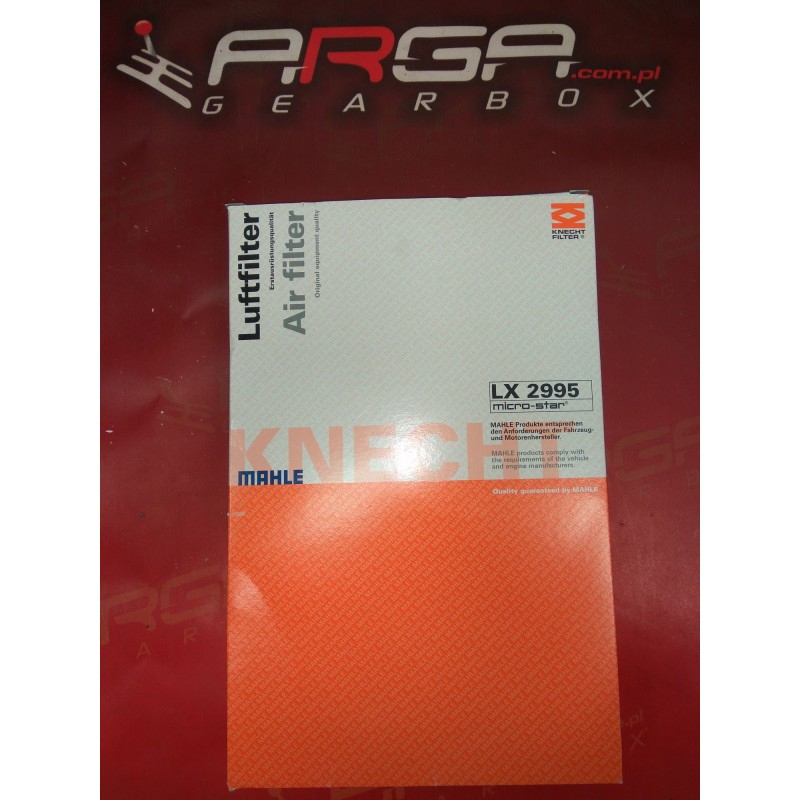 ARGA.com.pl
GEARBOX
Luftfilter
Erstausrüstungsqualität
Air filter
Original equipment quality
KNECHT
FILTER®
LX 2995
micro-star®
MAHLE Produkte entsprechen
den Anforderungen der Fahrzeug-
und Motorenhersteller.
MAHLE products comply with
the requirements of the vehicle
and engine manufacturers.
KNECHT
MAHLE
Quality guaranteed by MAHLE